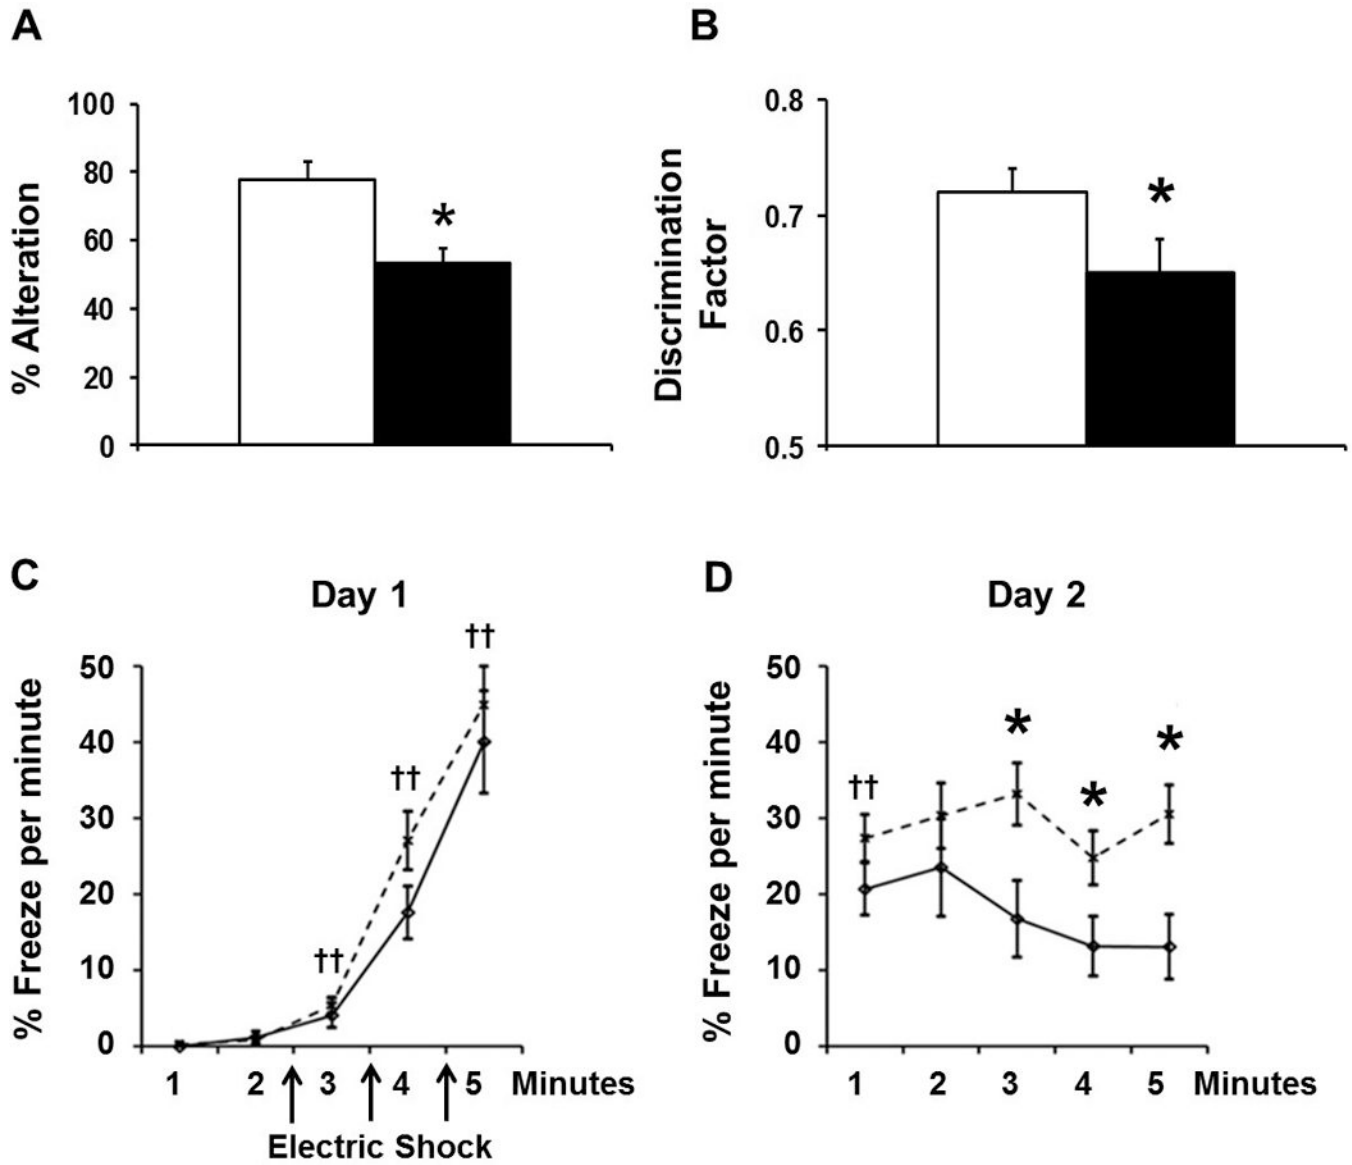 A
100
80
60
40
20
0
% Alteration
*
B
0.8
0.7
0.6
0.5
Discrimination
Factor
*
C
Day 1
50
40
30
20
10
0
% Freeze per minute
††
††
††
1 2 3 4 5 Minutes
Electric Shock
D
Day 2
50
40
30
20
10
0
% Freeze per minute
††
*
*
*
1 2 3 4 5 Minutes